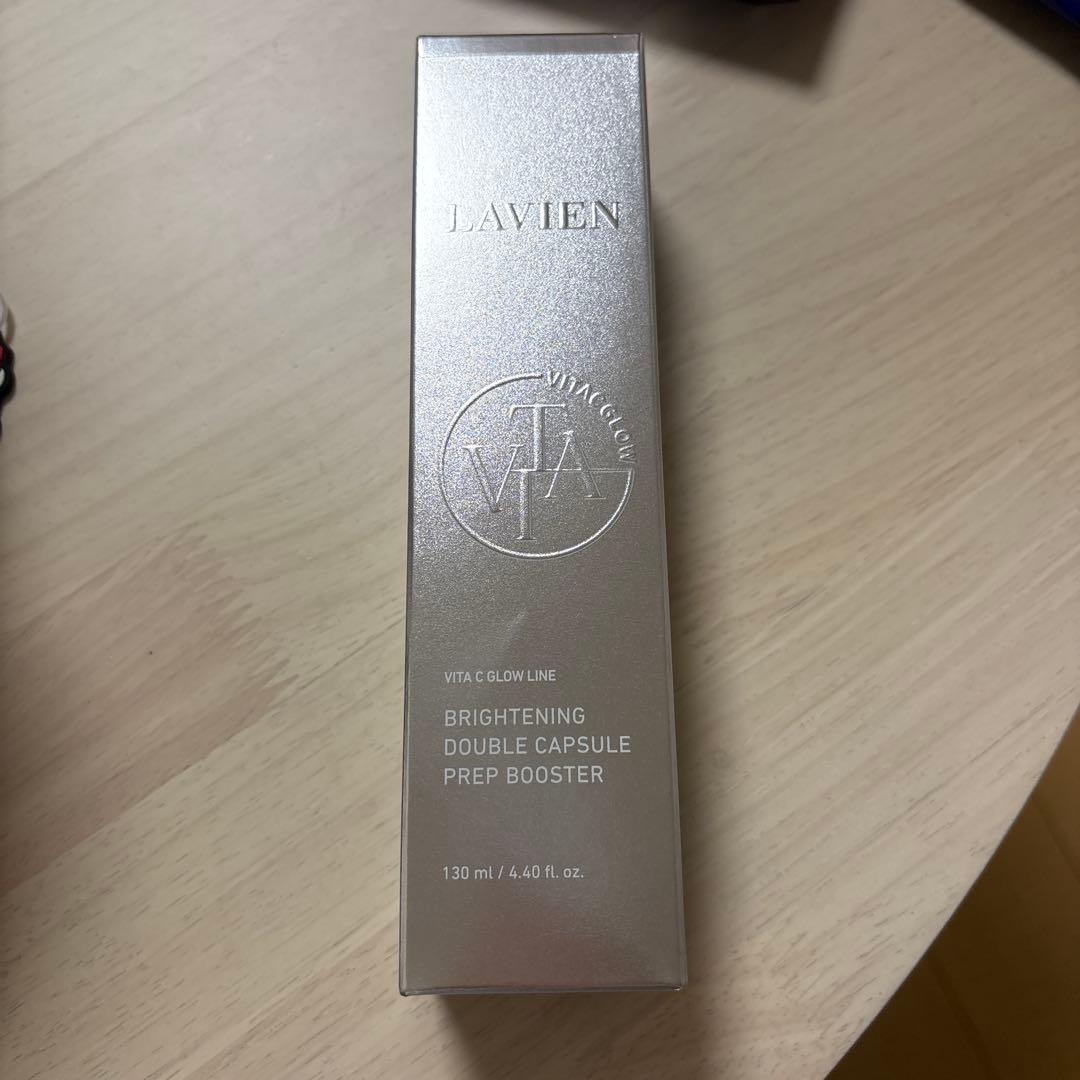 LAVIEN
VITA C GLOW
VITA
VITA C GLOW LINE
BRIGHTENING
DOUBLE CAPSULE
PREP BOOSTER
130 ml / 4.40 fl. oz.